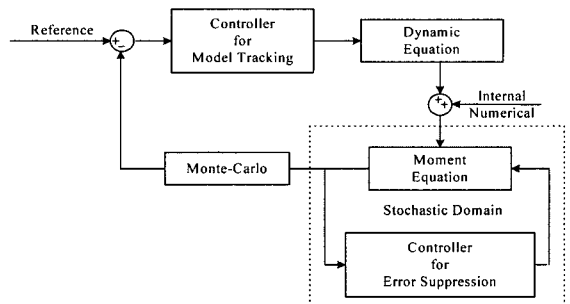 Reference
+
-
Controller
for
Model Tracking
Dynamic
Equation
+
+
Internal
Numerical
Monte-Carlo
Moment
Equation
Stochastic Domain
Controller
for
Error Suppression